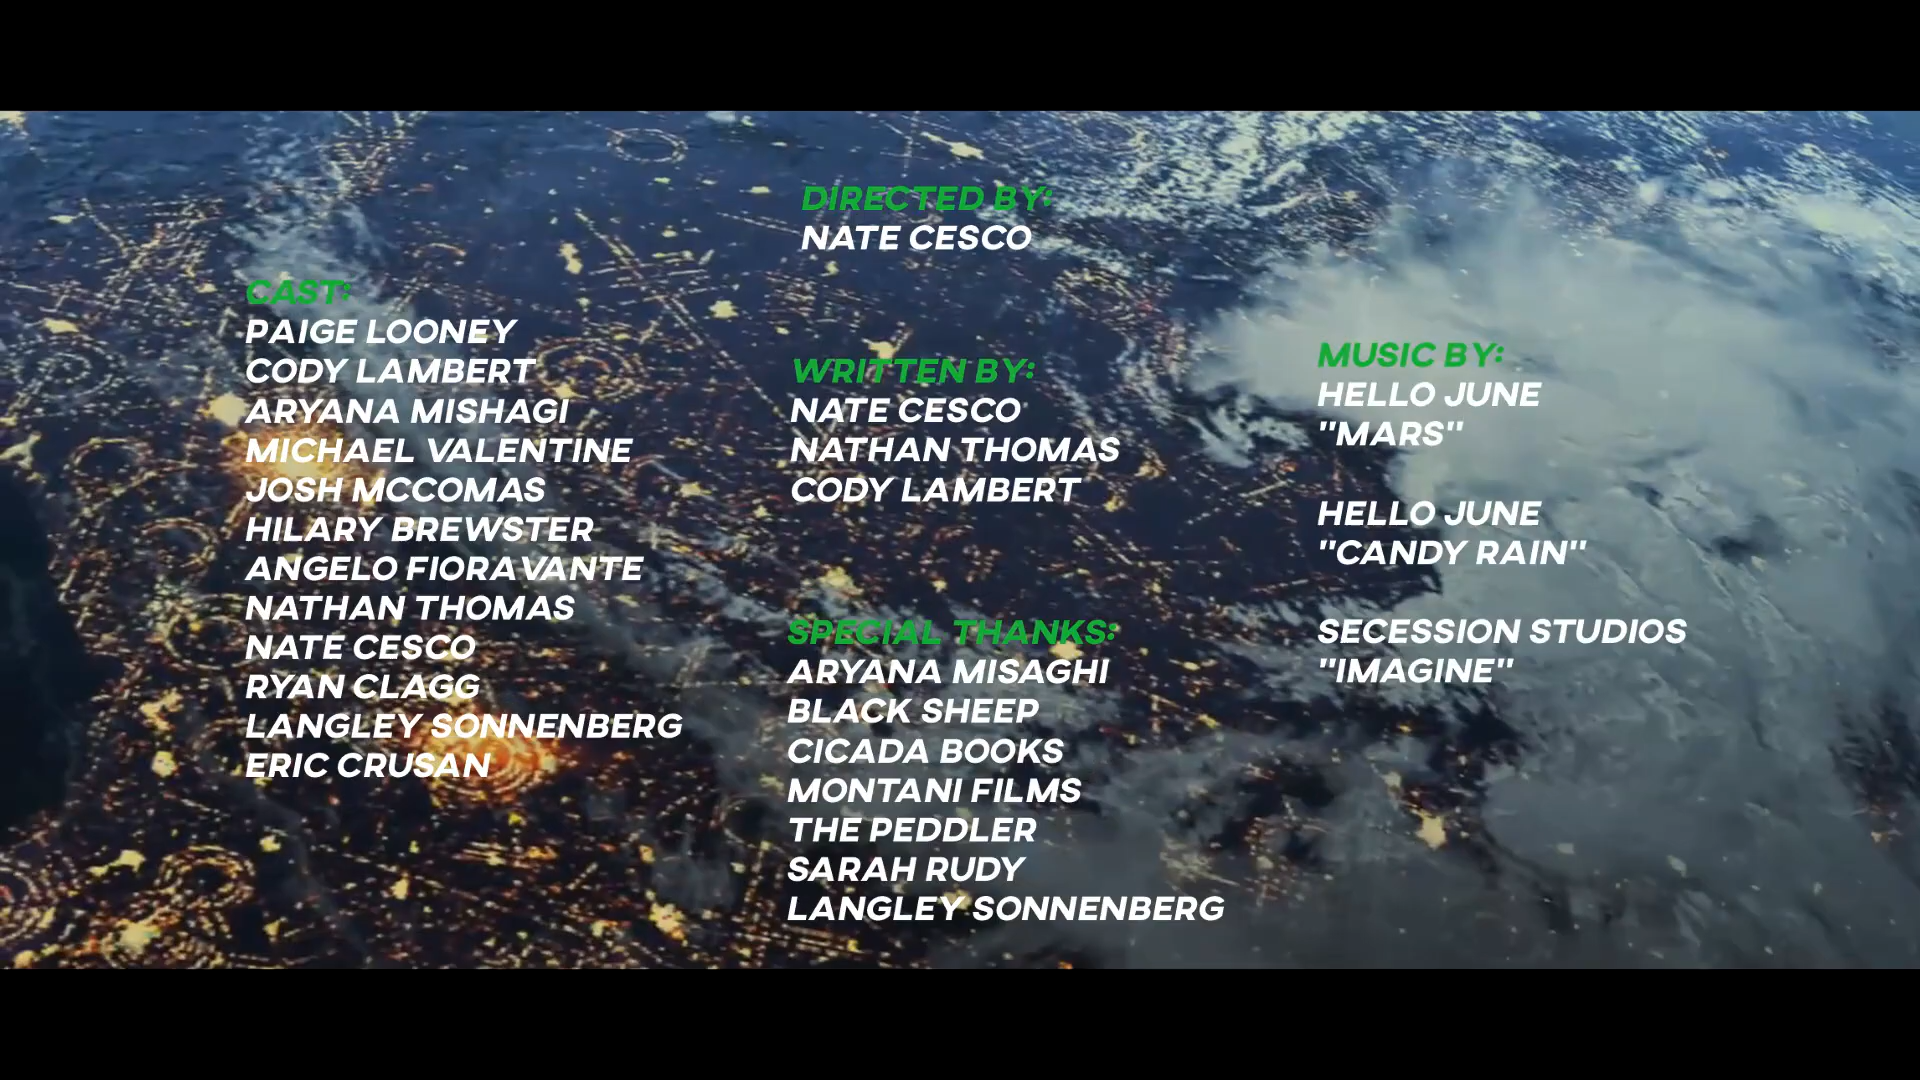 DIRECTED BY:
NATE CESCO
CAST:
PAIGE LOONEY
CODY LAMBERT
ARYANA MISHAGI
MICHAEL VALENTINE
JOSH MCCOMAS
HILARY BREWSTER
ANGELO FIORAVANTE
NATHAN THOMAS
NATE CESCO
RYAN CLAGG
LANGLEY SONNENBERG
ERIC CRUSAN
WRITTEN BY:
NATE CESCO
NATHAN THOMAS
CODY LAMBERT
SPECIAL THANKS:
ARYANA MISAGHI
BLACK SHEEP
CICADA BOOKS
MONTANI FILMS
THE PEDDLER
SARAH RUDY
LANGLEY SONNENBERG
MUSIC BY:
HELLO JUNE
"MARS"
HELLO JUNE
"CANDY RAIN"
SECESSION STUDIOS
"IMAGINE"